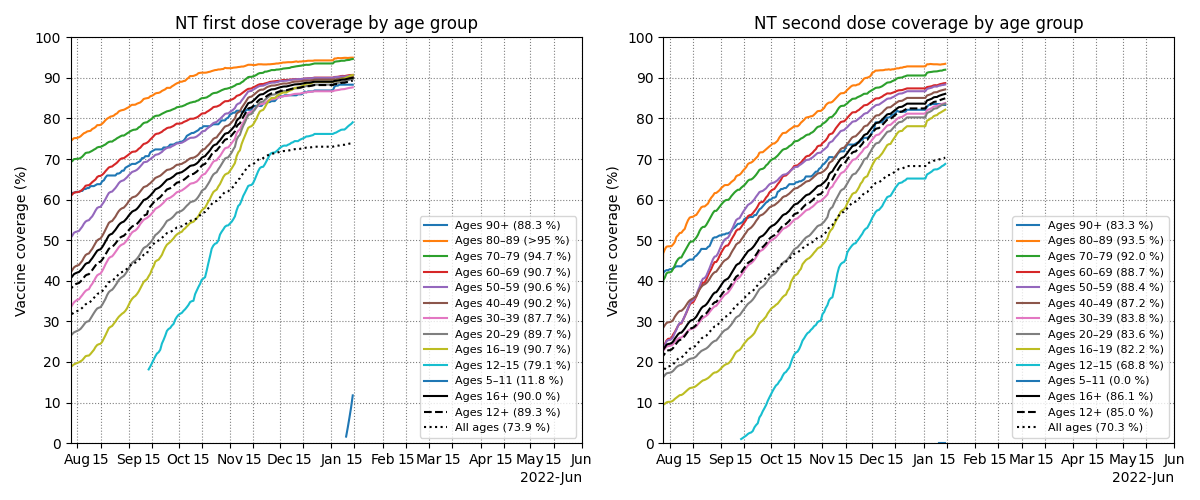 NT first dose coverage by age group
Vaccine coverage (%)
100
90
80
70
60
50
40
30
20
10
0
Ages 90+ (88.3 %)
Ages 80–89 (>95 %)
Ages 70–79 (94.7 %)
Ages 60–69 (90.7 %)
Ages 50–59 (90.6 %)
Ages 40–49 (90.2 %)
Ages 30–39 (87.7 %)
Ages 20–29 (89.7 %)
Ages 16–19 (90.7 %)
Ages 12–15 (79.1 %)
Ages 5–11 (11.8 %)
Ages 16+ (90.0 %)
Ages 12+ (89.3 %)
All ages (73.9 %)
Aug 15 Sep 15 Oct 15 Nov 15 Dec 15 Jan 15 Feb 15 Mar 15 Apr 15 May 15 Jun
2022-Jun
NT second dose coverage by age group
Vaccine coverage (%)
100
90
80
70
60
50
40
30
20
10
0
Ages 90+ (83.3 %)
Ages 80–89 (93.5 %)
Ages 70–79 (92.0 %)
Ages 60–69 (88.7 %)
Ages 50–59 (88.4 %)
Ages 40–49 (87.2 %)
Ages 30–39 (83.8 %)
Ages 20–29 (83.6 %)
Ages 16–19 (82.2 %)
Ages 12–15 (68.8 %)
Ages 5–11 (0.0 %)
Ages 16+ (86.1 %)
Ages 12+ (85.0 %)
All ages (70.3 %)
Aug 15 Sep 15 Oct 15 Nov 15 Dec 15 Jan 15 Feb 15 Mar 15 Apr 15 May 15 Jun
2022-Jun